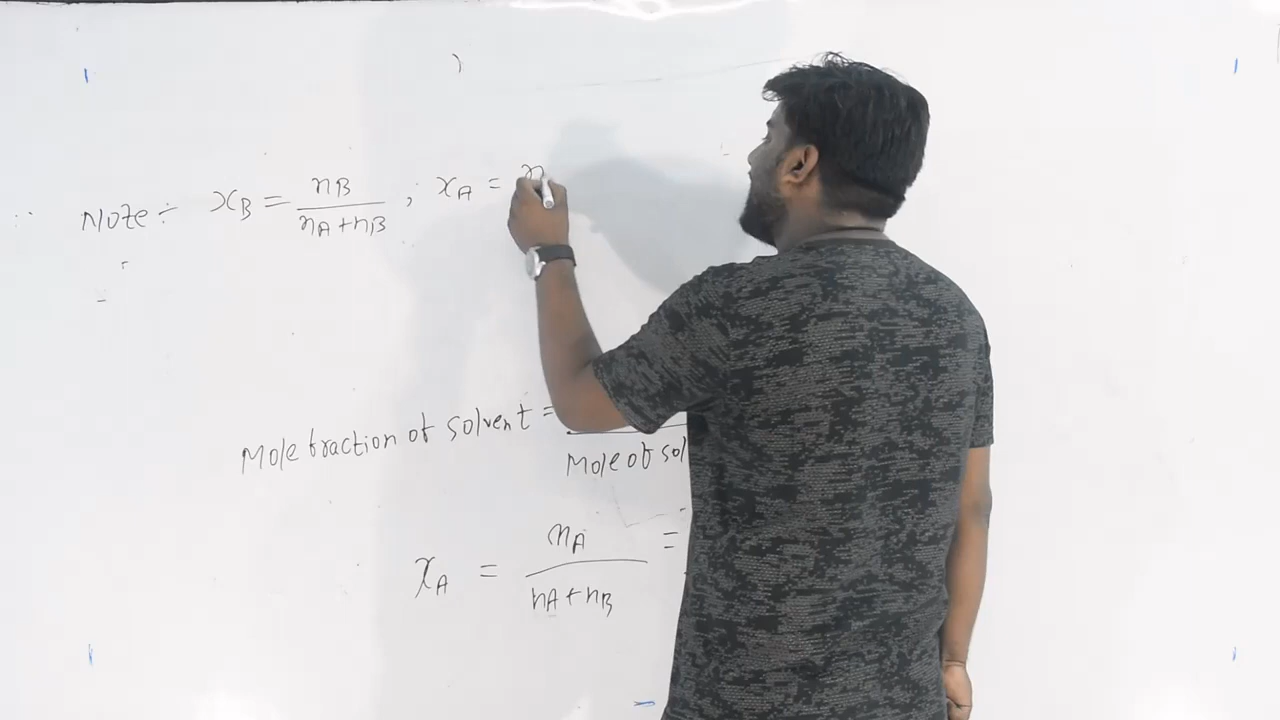 Note ÷ xB = nB / nA + nB ; xA = n
Mole fraction of solvent =
Mole of sol
xA = nA / nA + nB =